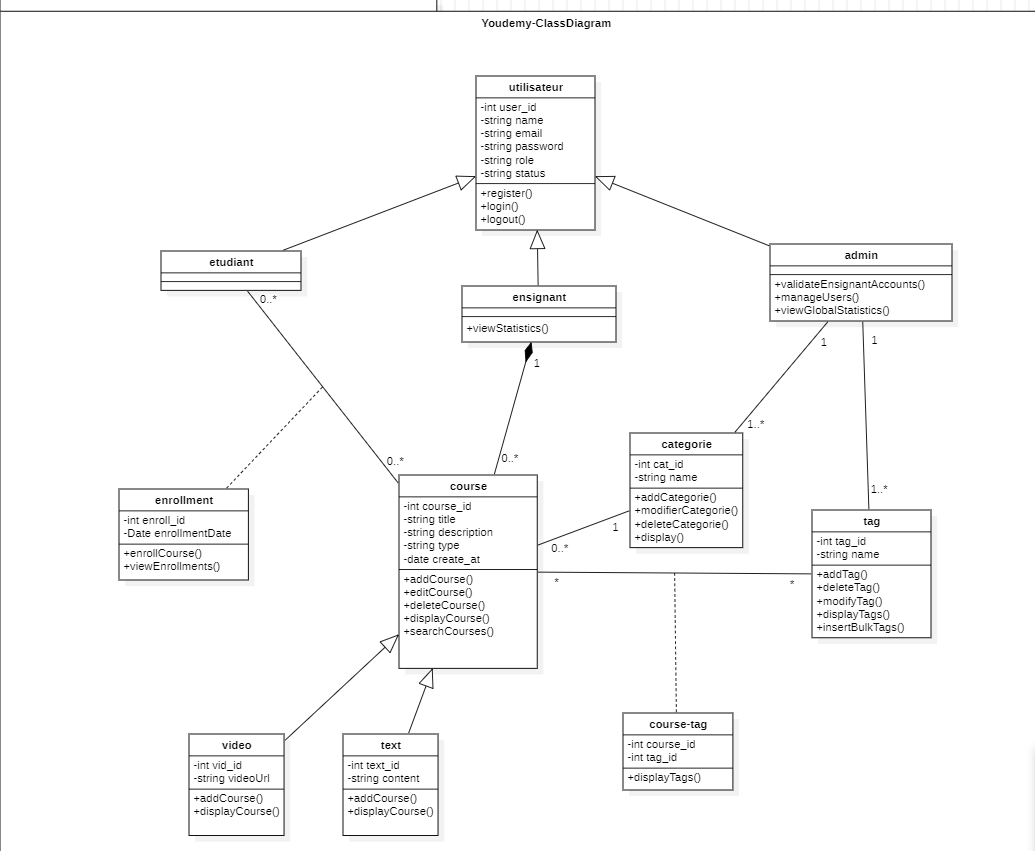 Youdemy-ClassDiagram
utilisateur
-int user_id
-string name
-string email
-string password
-string role
-string status
+register()
+login()
+logout()
etudiant
0..*
ensignant
+viewStatistics()
1
admin
+validateEnsignantAccounts()
+manageUsers()
+viewGlobalStatistics()
1
1
0..*
0..*
1..*
1..*
enrollment
-int enroll_id
-Date enrollmentDate
+enrollCourse()
+viewEnrollments()
course
-int course_id
-string title
-string description
-string type
-date create_at
+addCourse()
+editCourse()
+deleteCourse()
+displayCourse()
+searchCourses()
categorie
-int cat_id
-string name
+addCategorie()
+modifierCategorie()
+deleteCategorie()
+display()
1
0..*
*
*
tag
-int tag_id
-string name
+addTag()
+deleteTag()
+modifyTag()
+displayTags()
+insertBulkTags()
video
-int vid_id
-string videoUrl
+addCourse()
+displayCourse()
text
-int text_id
-string content
+addCourse()
+displayCourse()
course-tag
-int course_id
-int tag_id
+displayTags()